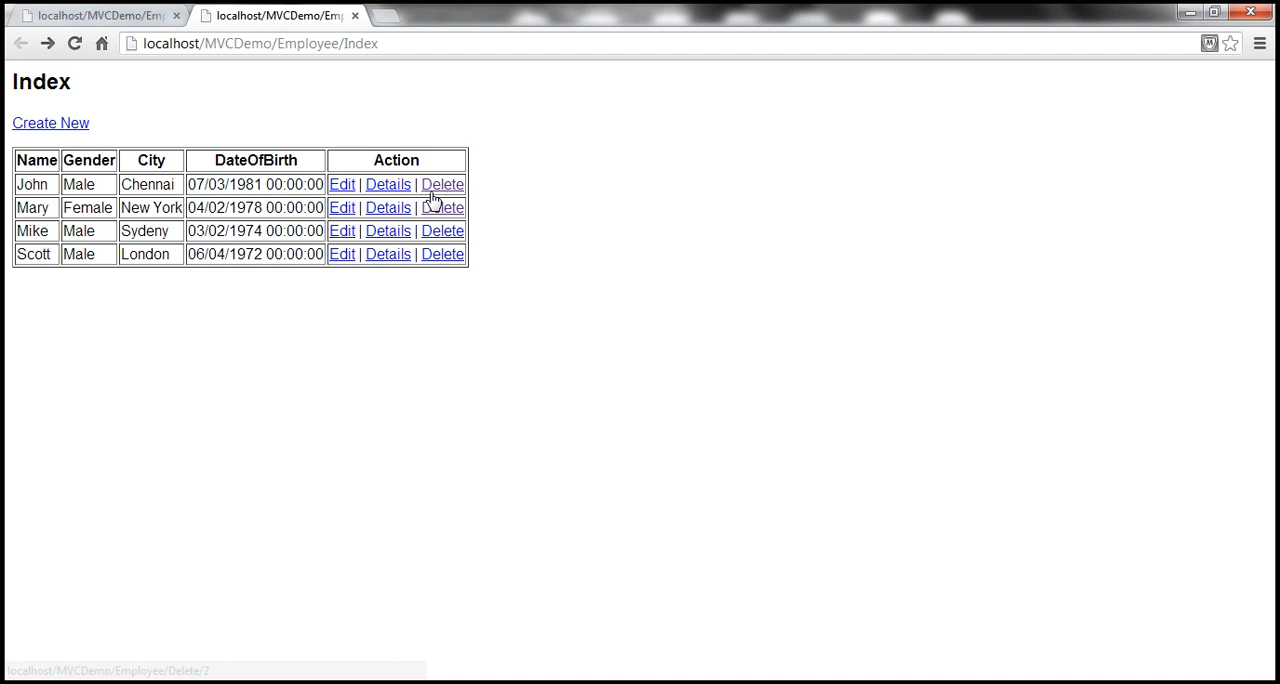 localhost/MVCDemo/Emp
localhost/MVCDemo/Emp
localhost/MVCDemo/Employee/Index
Index
Create New
Name Gender City DateOfBirth Action
John Male Chennai 07/03/1981 00:00:00 Edit | Details | Delete
Mary Female New York 04/02/1978 00:00:00 Edit | Details | Delete
Mike Male Sydeny 03/02/1974 00:00:00 Edit | Details | Delete
Scott Male London 06/04/1972 00:00:00 Edit | Details | Delete
localhost/MVCDemo/Employee/Delete/2